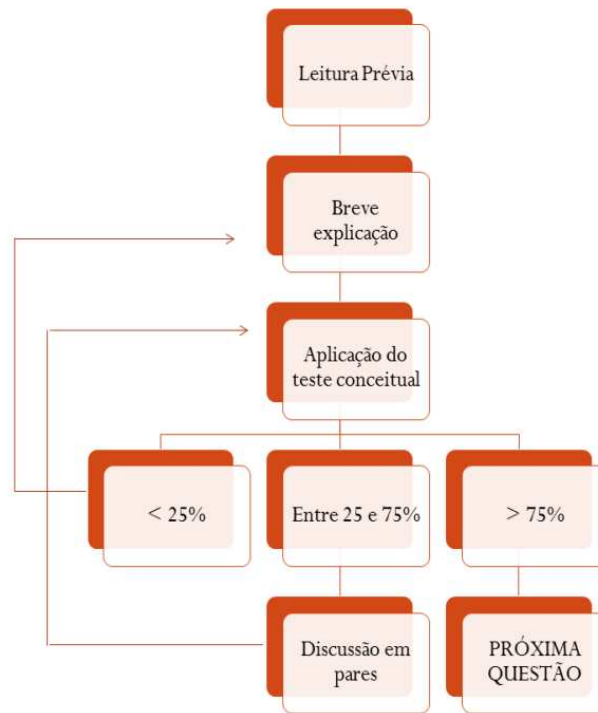 Leitura Prévia
Breve
explicação
Aplicação do
teste conceitual
< 25%
Entre 25 e 75%
> 75%
Discussão em
pares
PRÓXIMA
QUESTÃO